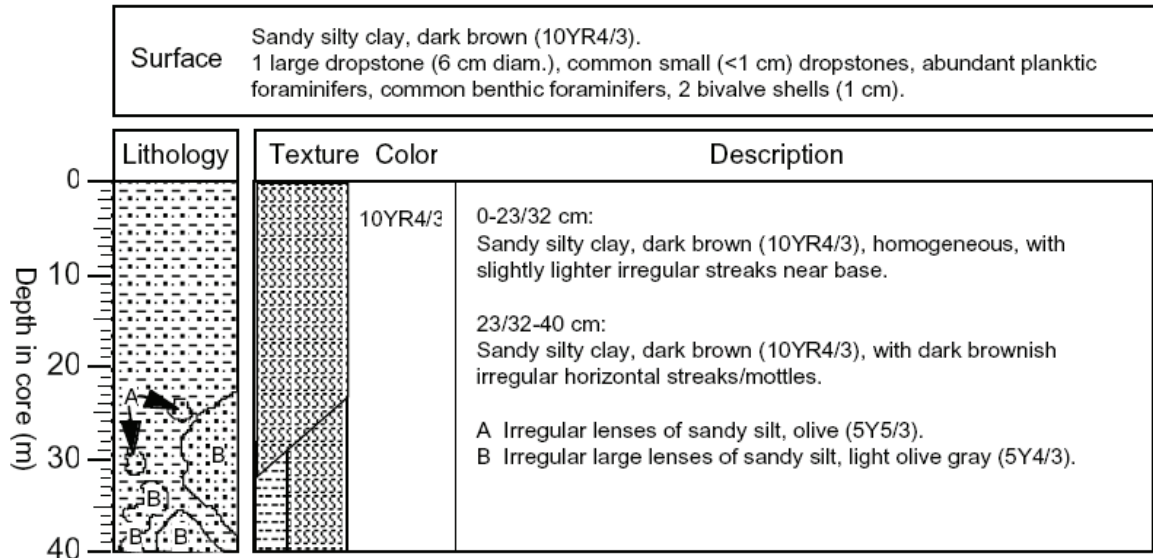 Surface
Sandy silty clay, dark brown (10YR4/3).
1 large dropstone (6 cm diam.), common small (<1 cm) dropstones, abundant planktic
foraminifers, common benthic foraminifers, 2 bivalve shells (1 cm).
Lithology
Texture Color
Description
Depth in core (m)
0
10
20
30
40
A
B
B
B
B
10YR4/3
0-23/32 cm:
Sandy silty clay, dark brown (10YR4/3), homogeneous, with
slightly lighter irregular streaks near base.
23/32-40 cm:
Sandy silty clay, dark brown (10YR4/3), with dark brownish
irregular horizontal streaks/mottles.
A Irregular lenses of sandy silt, olive (5Y5/3).
B Irregular large lenses of sandy silt, light olive gray (5Y4/3).